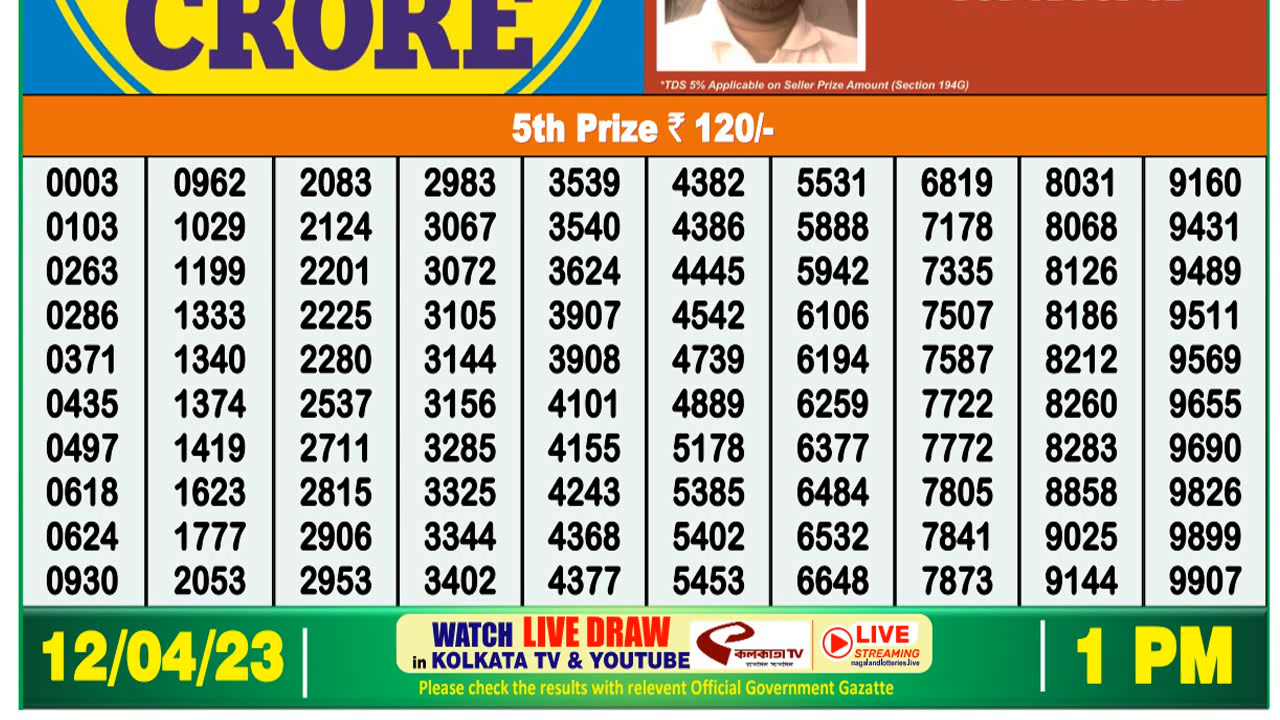 CRORE
*TDS 5% Applicable on Seller Prize Amount (Section 194G)
5th Prize ₹ 120/-
0003 0962 2083 2983 3539 4382 5531 6819 8031 9160
0103 1029 2124 3067 3540 4386 5888 7178 8068 9431
0263 1199 2201 3072 3624 4445 5942 7335 8126 9489
0286 1333 2225 3105 3907 4542 6106 7507 8186 9511
0371 1340 2280 3144 3908 4739 6194 7587 8212 9569
0435 1374 2537 3156 4101 4889 6259 7722 8260 9655
0497 1419 2711 3285 4155 5178 6377 7772 8283 9690
0618 1623 2815 3325 4243 5385 6484 7805 8858 9826
0624 1777 2906 3344 4368 5402 6532 7841 9025 9899
0930 2053 2953 3402 4377 5453 6648 7873 9144 9907
12/04/23
WATCH LIVE DRAW
in KOLKATA TV & YOUTUBE
কলকাতা TV
LIVE
STREAMING
nagalandlotteries.live
Please check the results with relevent Official Government Gazatte
1 PM